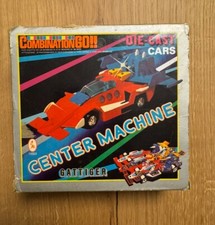 COMBINATION GO!!
DIE-CAST
CARS
CENTER MACHINE
GATTIGER